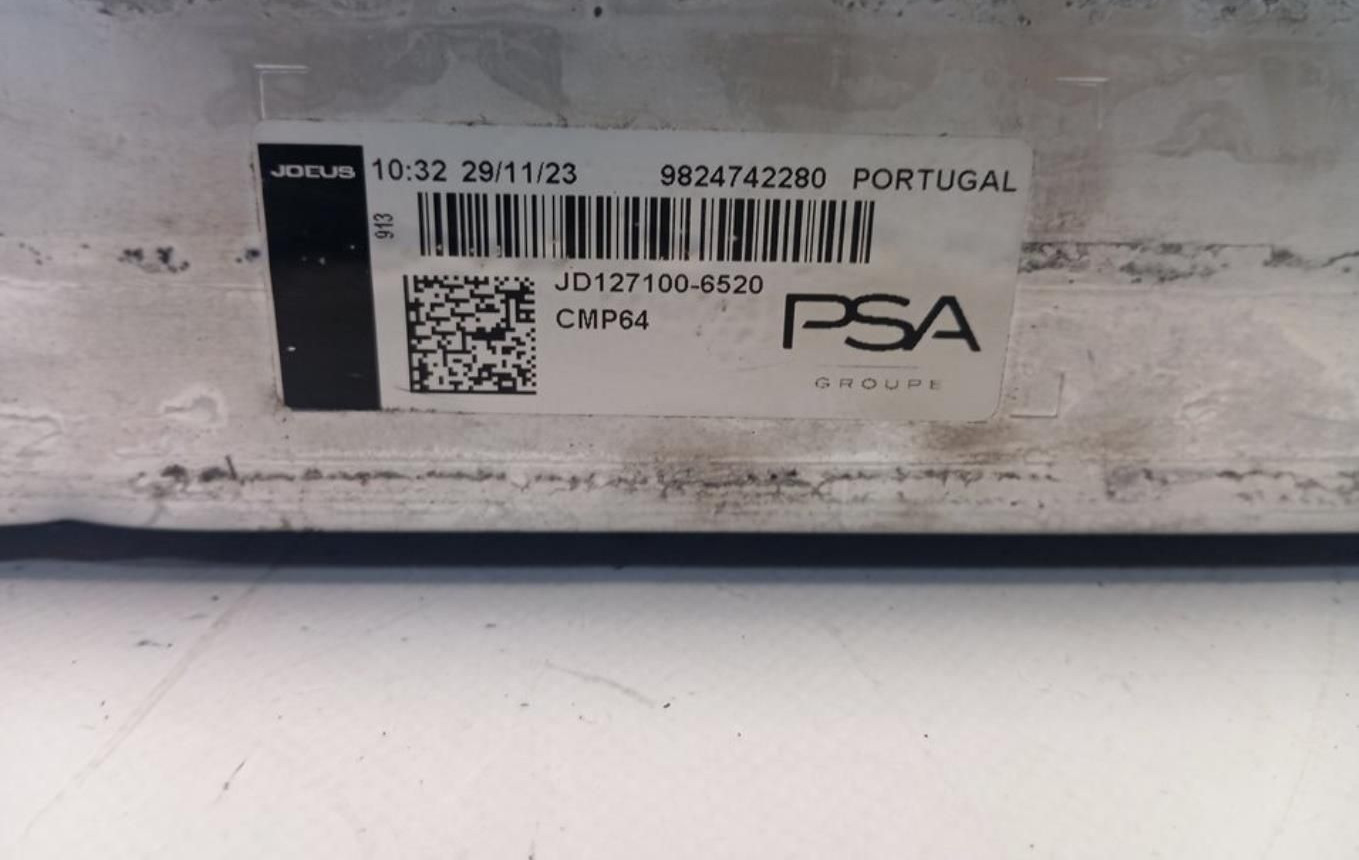 JDEUS 10:32 29/11/23 9824742280 PORTUGAL
913
JD127100-6520
CMP64
PSA
GROUPE